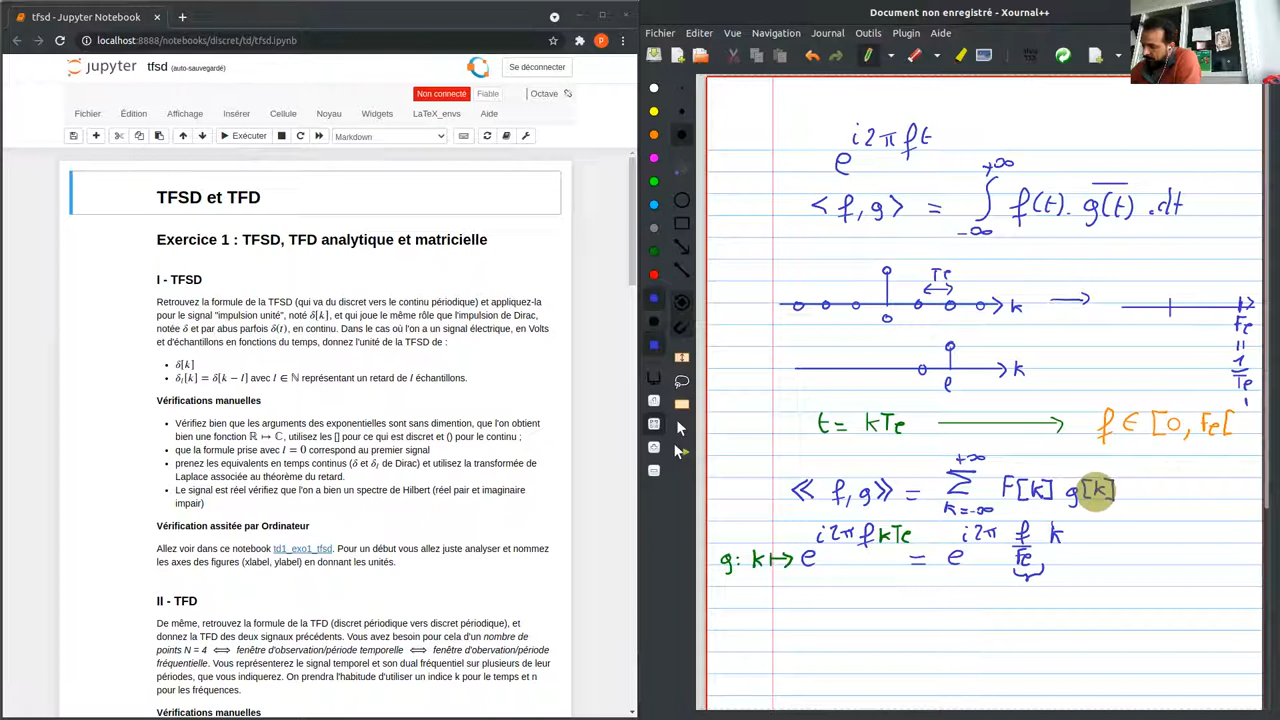 tfsd - Jupyter Notebook
localhost:8888/notebooks/discret/td/tfsd.ipynb
jupyter tfsd (auto-sauvegardé)
Se déconnecter
Non connecté Fiable Octave
Fichier Édition Affichage Insérer Cellule Noyau Widgets LaTeX_envs Aide
Exécuter Markdown
TFSD et TFD
Exercice 1 : TFSD, TFD analytique et matricielle
I - TFSD
Retrouvez la formule de la TFSD (qui va du discret vers le continu périodique) et appliquez-la
pour le signal "impulsion unité", noté δ[k], et qui joue le même rôle que l'impulsion de Dirac,
notée δ et par abus parfois δ(t), en continu. Dans le cas où l'on a un signal électrique, en Volts
et d'échantillons en fonctions du temps, donnez l'unité de la TFSD de :
• δ[k]
• δₗ[k] = δ[k − l] avec l ∈ ℕ représentant un retard de l échantillons.
Vérifications manuelles
• Vérifiez bien que les arguments des exponentielles sont sans dimention, que l'on obtient
bien une fonction ℝ ↦ ℂ, utilisez les [] pour ce qui est discret et () pour le continu ;
• que la formule prise avec l = 0 correspond au premier signal
• prenez les equivalents en temps continus (δ et δₗ de Dirac) et utilisez la transformée de
Laplace associée au théorème du retard.
• Le signal est réel vérifiez que l'on a bien un spectre de Hilbert (réel pair et imaginaire
impair)
Vérification assitée par Ordinateur
Allez voir dans ce notebook td1_exo1_tfsd. Pour un début vous allez juste analyser et nommez
les axes des figures (xlabel, ylabel) en donnant les unités.
II - TFD
De même, retrouvez la formule de la TFD (discret périodique vers discret périodique), et
donnez la TFD des deux signaux précédents. Vous avez besoin pour cela d'un nombre de
points N = 4 ⟺ fenêtre d'observation/période temporelle ⟺ fenêtre d'obervation/période
fréquentielle. Vous représenterez le signal temporel et son dual fréquentiel sur plusieurs de leur
périodes, que vous indiquerez. On prendra l'habitude d'utiliser un indice k pour le temps et n
pour les fréquences.
Vérifications manuelles
Document non enregistré - Xournal++
Fichier Éditer Vue Navigation Journal Outils Plugin Aide
e^{i2πft}
<f,g> = ∫_{-∞}^{+∞} f(t). \overline{g(t)} .dt
Te
k
Fe
=
1/Te
k
l
t = kTe → f ∈ [0, Fe[
≪f,g≫ = Σ_{k=-∞}^{+∞} F[k] g[k]
g: k ↦ e^{i2πfkTe} = e^{i2π f/Fe k}